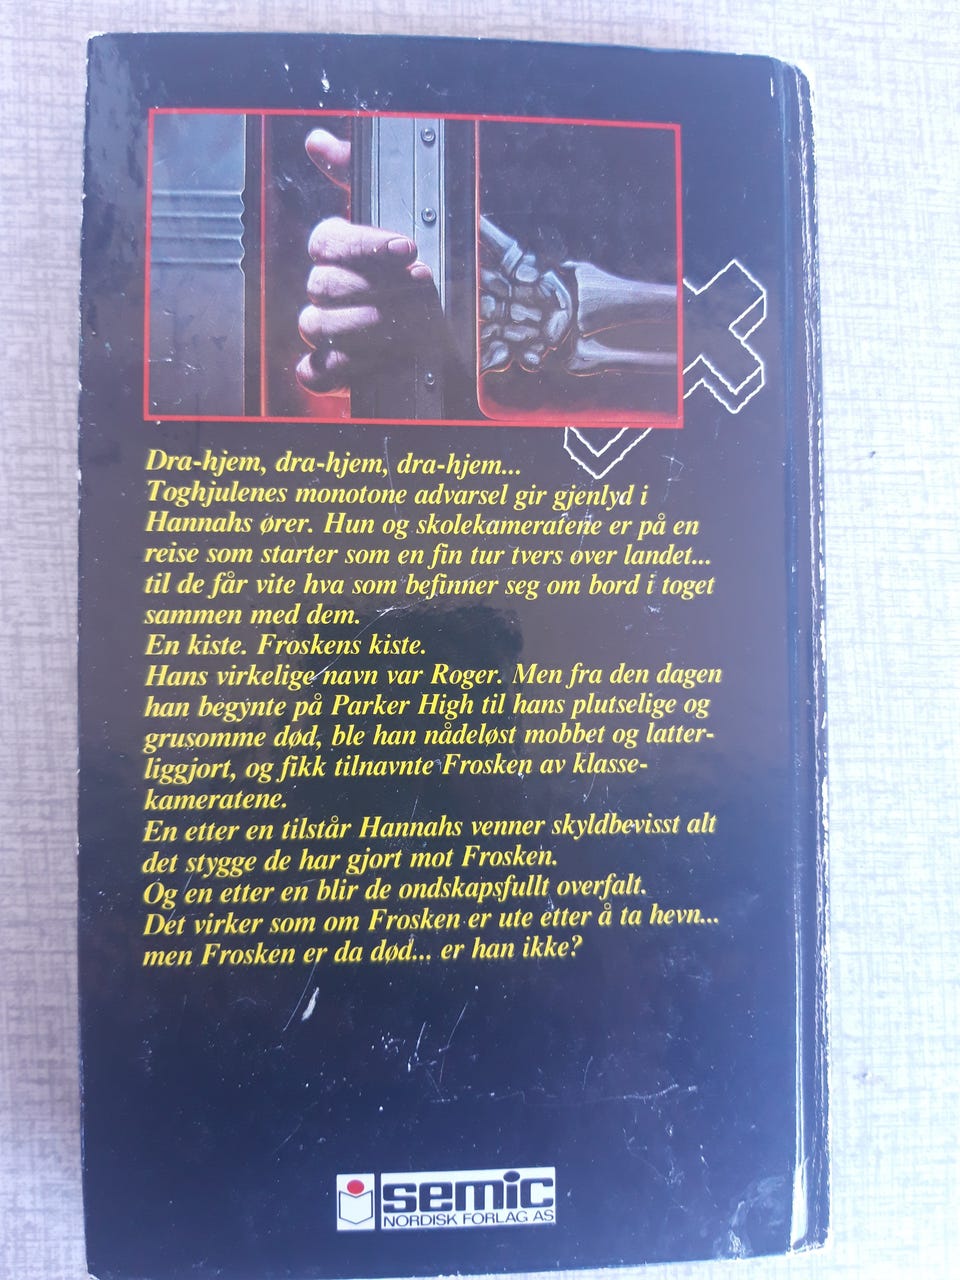 Dra-hjem, dra-hjem, dra-hjem...
Toghjulenes monotone advarsel gir gjenlyd i
Hannahs ører. Hun og skolekameratene er på en
reise som starter som en fin tur tvers over landet...
til de får vite hva som befinner seg om bord i toget
sammen med dem.
En kiste. Froskens kiste.
Hans virkelige navn var Roger. Men fra den dagen
han begynte på Parker High til hans plutselige og
grusomme død, ble han nådeløst mobbet og latter-
liggjort, og fikk tilnavnte Frosken av klasse-
kameratene.
En etter en tilstår Hannahs venner skyldbevisst alt
det stygge de har gjort mot Frosken.
Og en etter en blir de ondskapsfullt overfalt.
Det virker som om Frosken er ute etter å ta hevn...
men Frosken er da død... er han ikke?
semic
NORDISK FORLAG AS